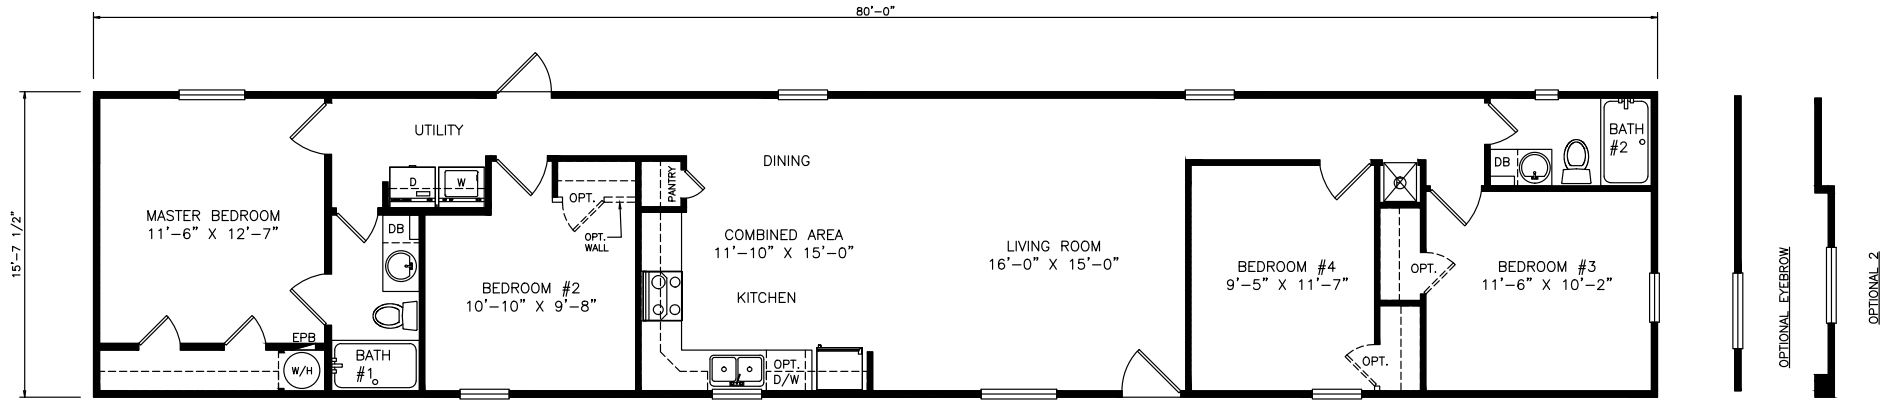 80'-0"
15'-7 1/2"
UTILITY
D
W
MASTER BEDROOM
11'-6" X 12'-7"
DB
EPB
W/H
BATH
#1
BEDROOM #2
10'-10" X 9'-8"
OPT.
OPT.
WALL
PANTRY
DINING
COMBINED AREA
11'-10" X 15'-0"
KITCHEN
OPT.
D/W
LIVING ROOM
16'-0" X 15'-0"
BEDROOM #4
9'-5" X 11'-7"
OPT.
OPT.
BEDROOM #3
11'-6" X 10'-2"
DB
BATH
#2
OPTIONAL EYEBROW
OPTIONAL 2